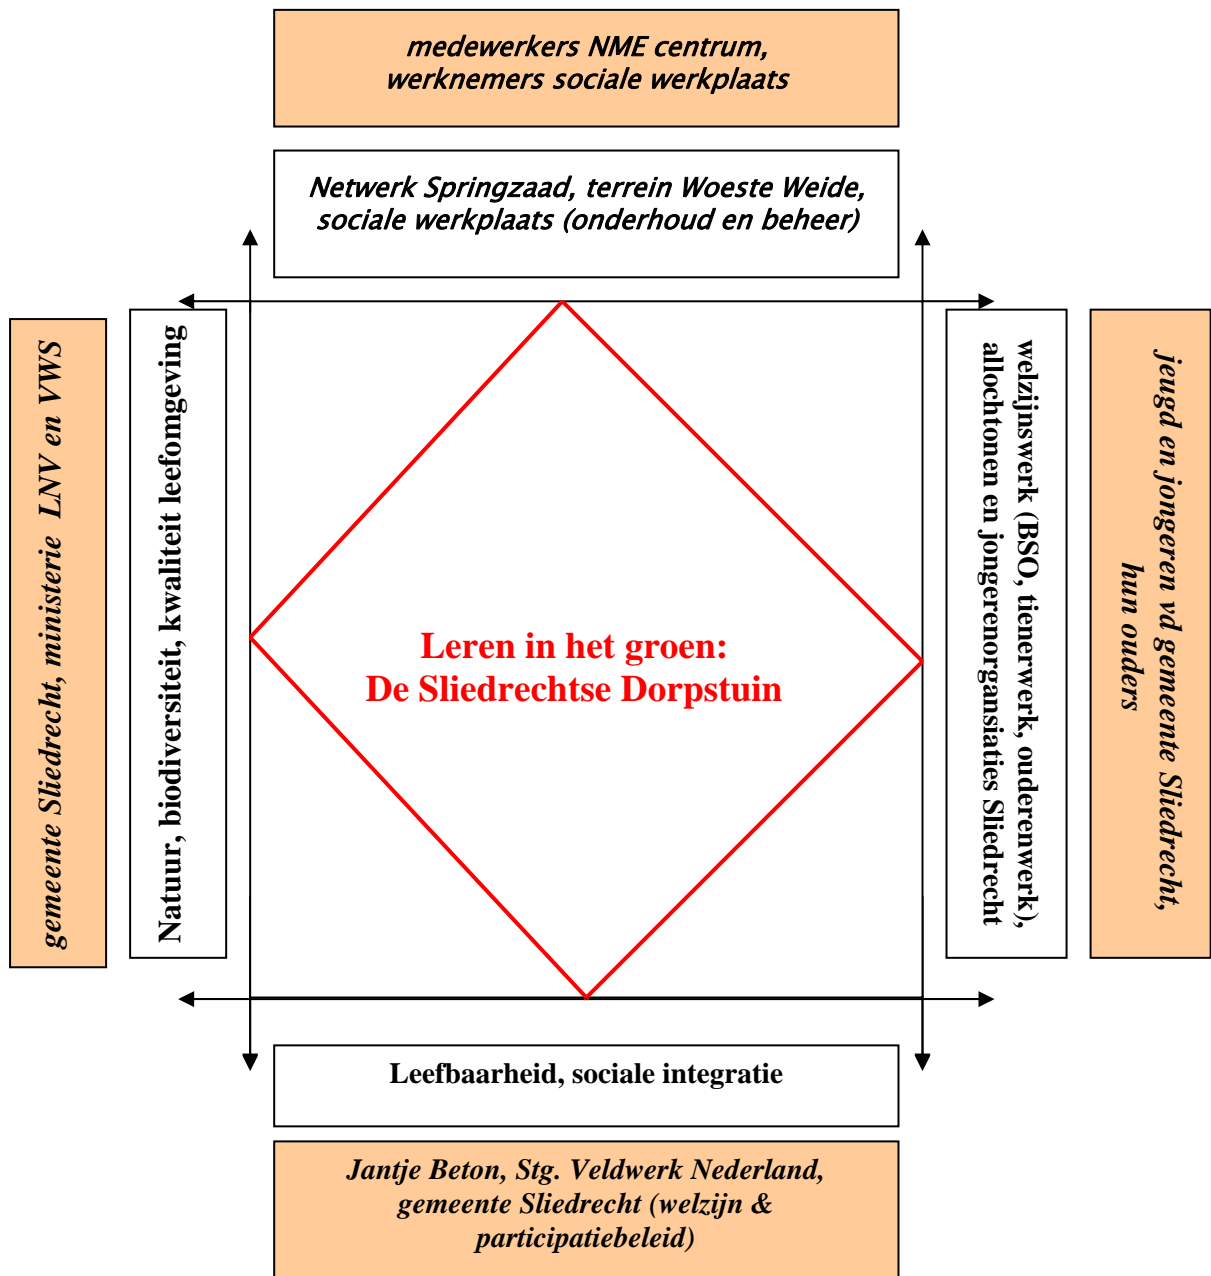 medewerkers NME centrum,
werknemers sociale werkplaats
Netwerk Springzaad, terrein Woeste Weide,
sociale werkplaats (onderhoud en beheer)
gemeente Sliedrecht, ministerie LNV en VWS
Natuur, biodiversiteit, kwaliteit leefomgeving
Leren in het groen:
De Sliedrechtse Dorpstuin
welzijnswerk (BSO, tienerwerk, ouderenwerk),
allochtonen en jongerenorgansiaties Sliedrecht
jeugd en jongeren vd gemeente Sliedrecht,
hun ouders
Leefbaarheid, sociale integratie
Jantje Beton, Stg. Veldwerk Nederland,
gemeente Sliedrecht (welzijn &
participatiebeleid)